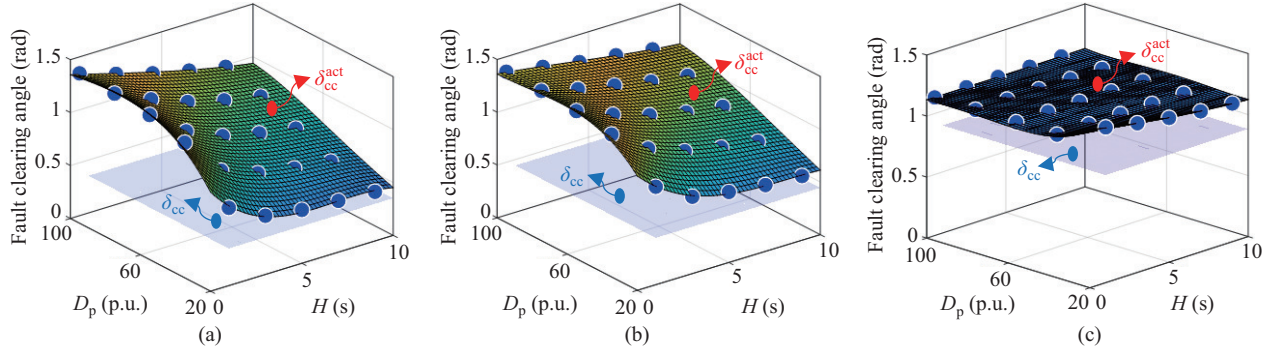 Fault clearing angle (rad)
1.5
1
0.5
0
100
60
20
0
5
10
D_p (p.u.)
H (s)
δ_cc^act
δ_cc
(a)
Fault clearing angle (rad)
1.5
1
0.5
0
100
60
20
0
5
10
D_p (p.u.)
H (s)
δ_cc^act
δ_cc
(b)
Fault clearing angle (rad)
1.5
1
0.5
0
100
60
20
0
5
10
D_p (p.u.)
H (s)
δ_cc^act
δ_cc
(c)